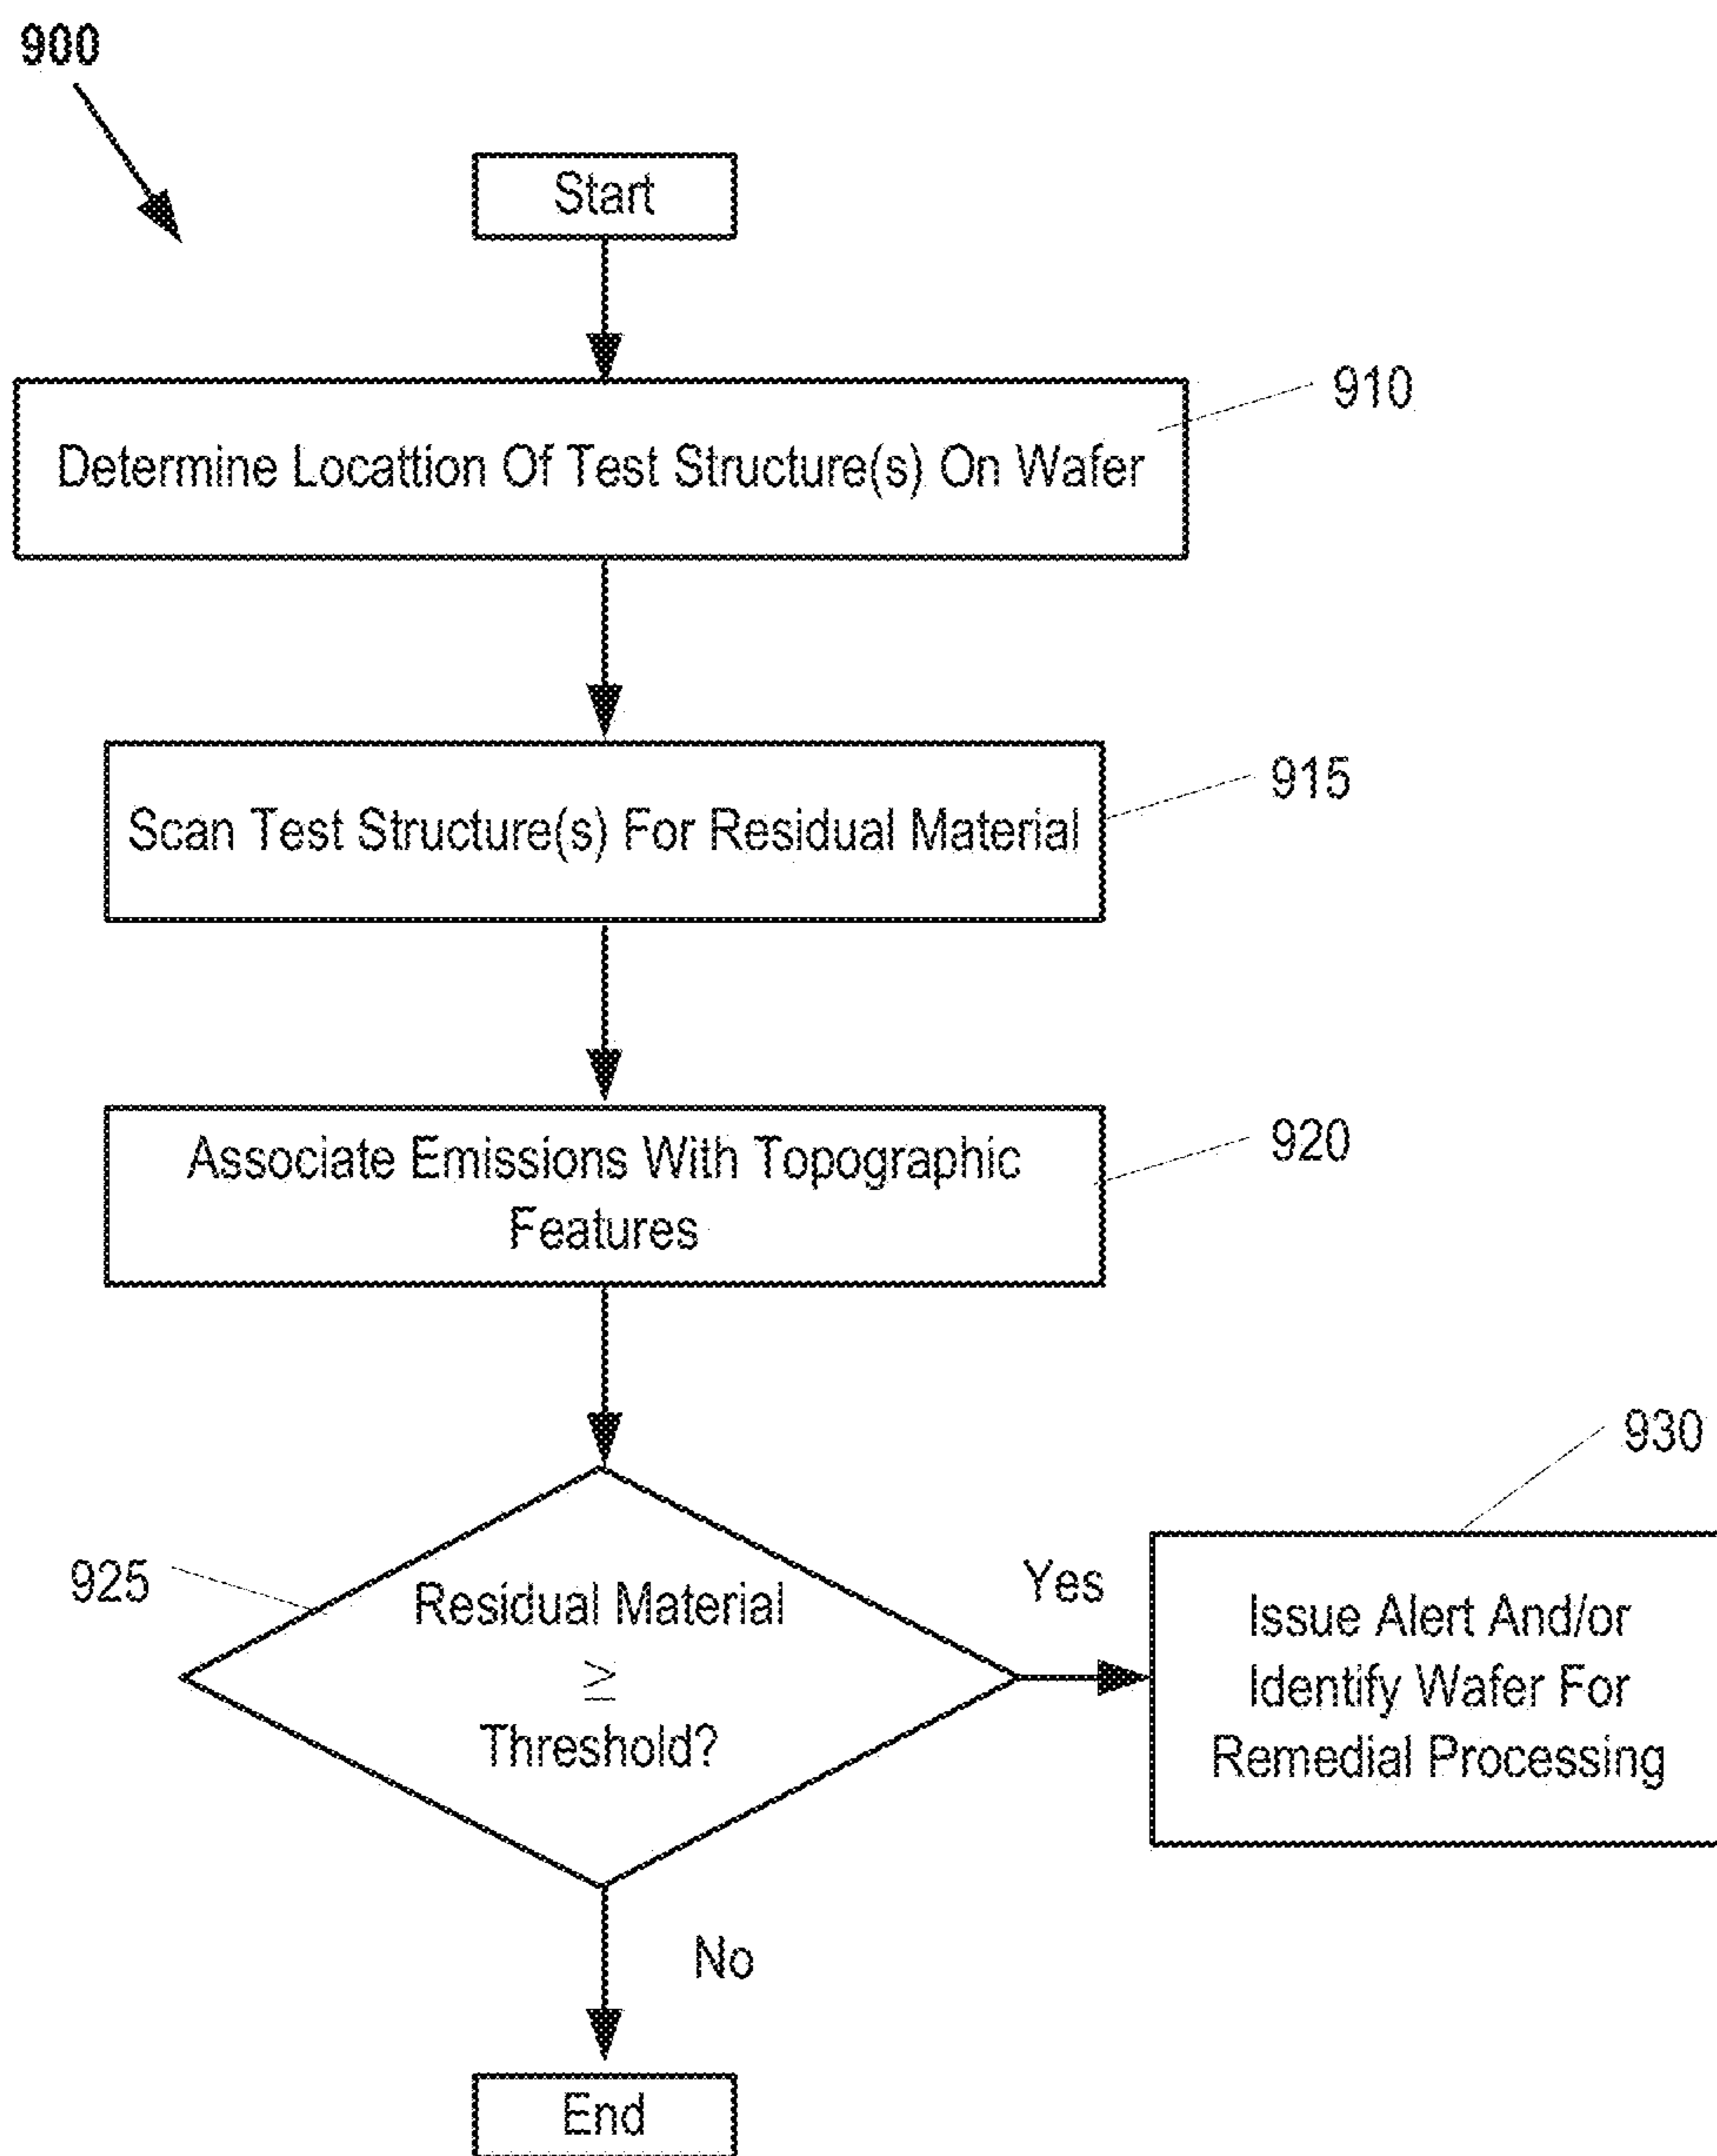 900
Start
910
Determine Locattion Of Test Structure(s) On Wafer
915
Scan Test Structure(s) For Residual Material
920
Associate Emissions With Topographic
Features
930
925
Residual Material
≥
Threshold?
Yes
Issue Alert And/or
Identify Wafer For
Remedial Processing
No
End